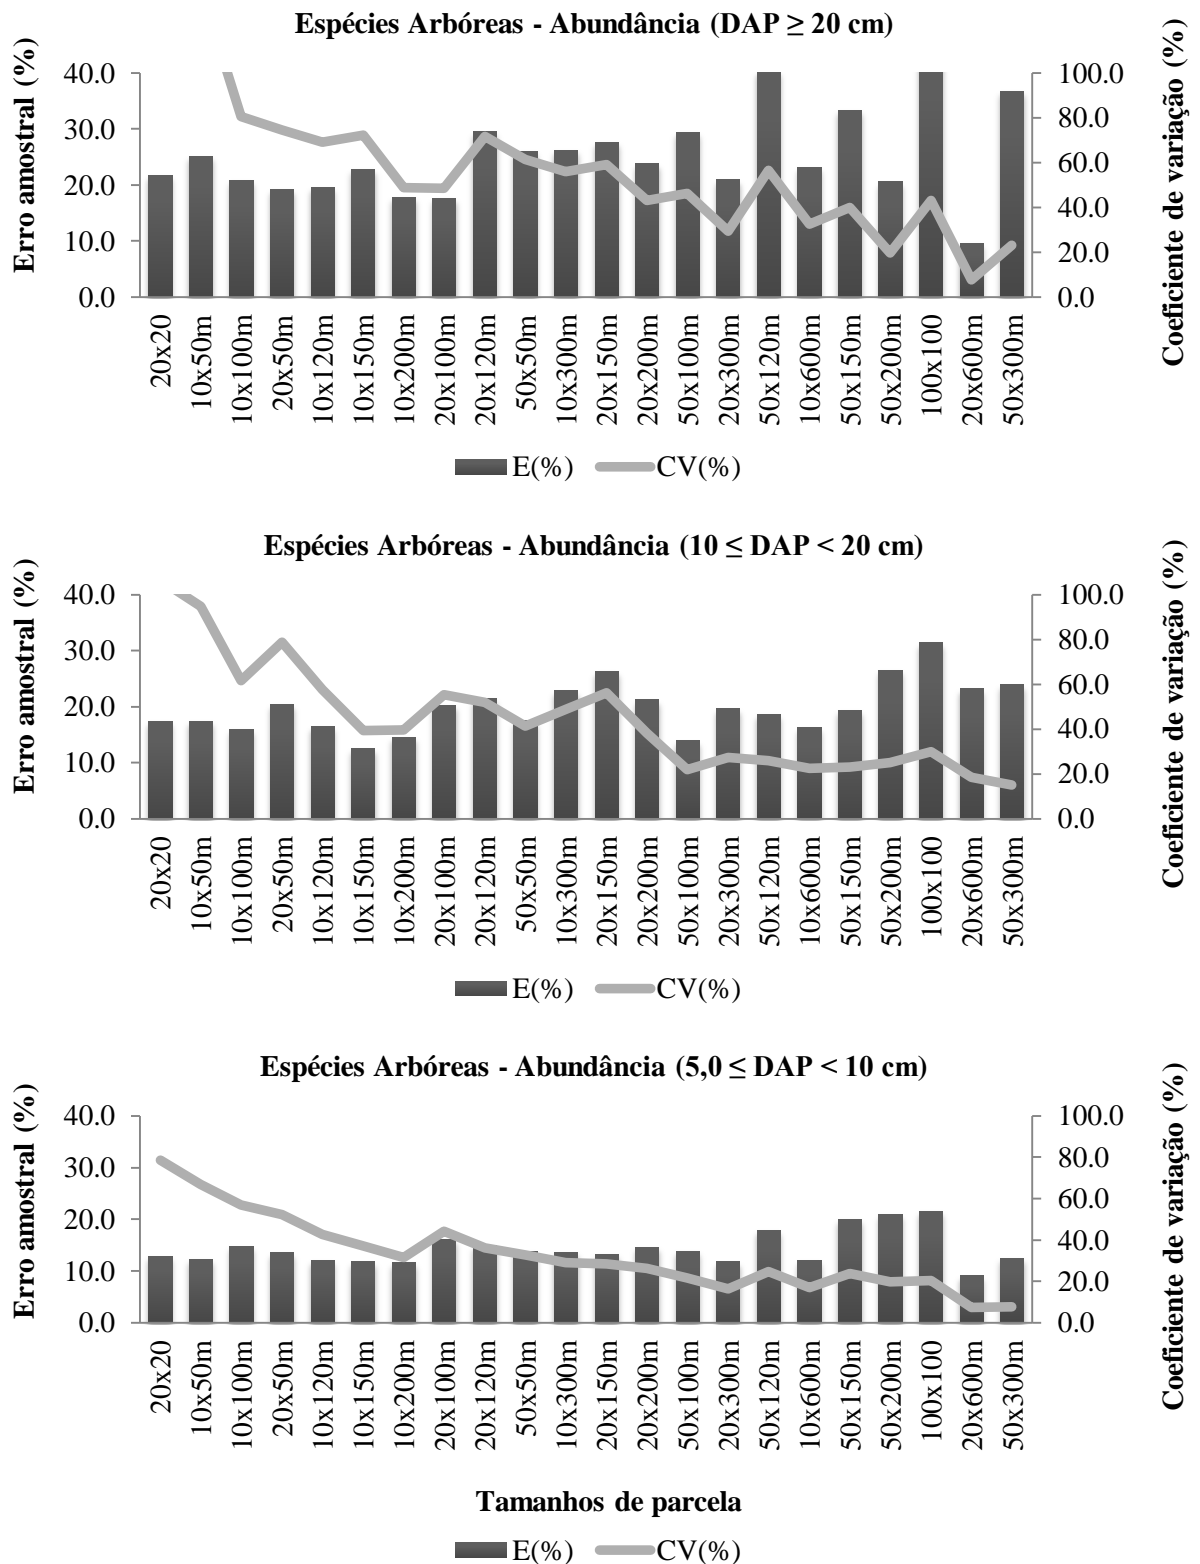 Espécies Arbóreas - Abundância (DAP ≥ 20 cm)
Erro amostral (%)
40.0
30.0
20.0
10.0
0.0
100.0
80.0
60.0
40.0
20.0
0.0
Coeficiente de variação (%)
20x20
10x50m
10x100m
20x50m
10x120m
10x150m
10x200m
20x100m
20x120m
50x50m
10x300m
20x150m
20x200m
50x100m
20x300m
50x120m
10x600m
50x150m
50x200m
100x100
20x600m
50x300m
E(%) CV(%)
Espécies Arbóreas - Abundância (10 ≤ DAP < 20 cm)
Erro amostral (%)
40.0
30.0
20.0
10.0
0.0
100.0
80.0
60.0
40.0
20.0
0.0
Coeficiente de variação (%)
20x20
10x50m
10x100m
20x50m
10x120m
10x150m
10x200m
20x100m
20x120m
50x50m
10x300m
20x150m
20x200m
50x100m
20x300m
50x120m
10x600m
50x150m
50x200m
100x100
20x600m
50x300m
E(%) CV(%)
Espécies Arbóreas - Abundância (5,0 ≤ DAP < 10 cm)
Erro amostral (%)
40.0
30.0
20.0
10.0
0.0
100.0
80.0
60.0
40.0
20.0
0.0
Coeficiente de variação (%)
20x20
10x50m
10x100m
20x50m
10x120m
10x150m
10x200m
20x100m
20x120m
50x50m
10x300m
20x150m
20x200m
50x100m
20x300m
50x120m
10x600m
50x150m
50x200m
100x100
20x600m
50x300m
Tamanhos de parcela
E(%) CV(%)